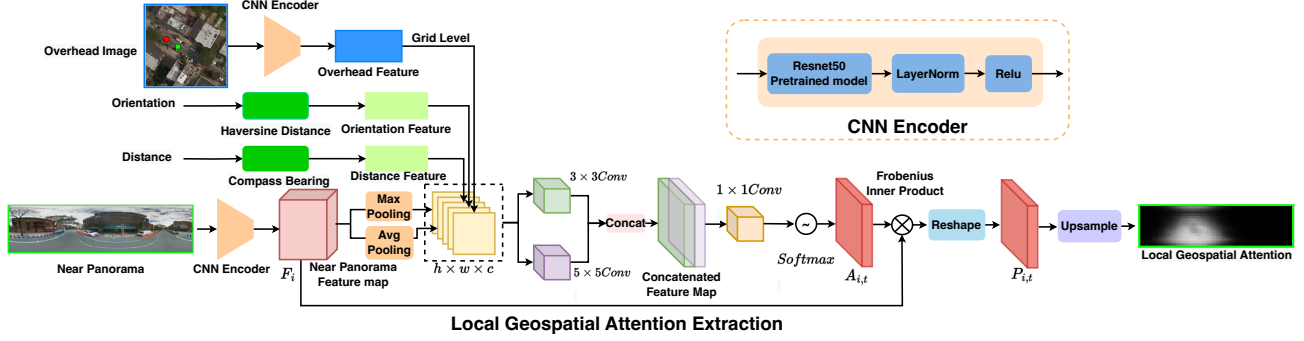 CNN Encoder
Overhead Image
Overhead Feature
Grid Level
Orientation
Haversine Distance
Orientation Feature
Distance
Compass Bearing
Distance Feature
Near Panorama
CNN Encoder
F_i
Near Panorama
Feature map
Max
Pooling
Avg
Pooling
h × w × c
3 × 3Conv
5 × 5Conv
Concat
Concatenated
Feature Map
1 × 1Conv
~
Softmax
A_{i,t}
Frobenius
Inner Product
Reshape
P_{i,t}
Upsample
Local Geospatial Attention
Resnet50
Pretrained model
LayerNorm
Relu
CNN Encoder
Local Geospatial Attention Extraction